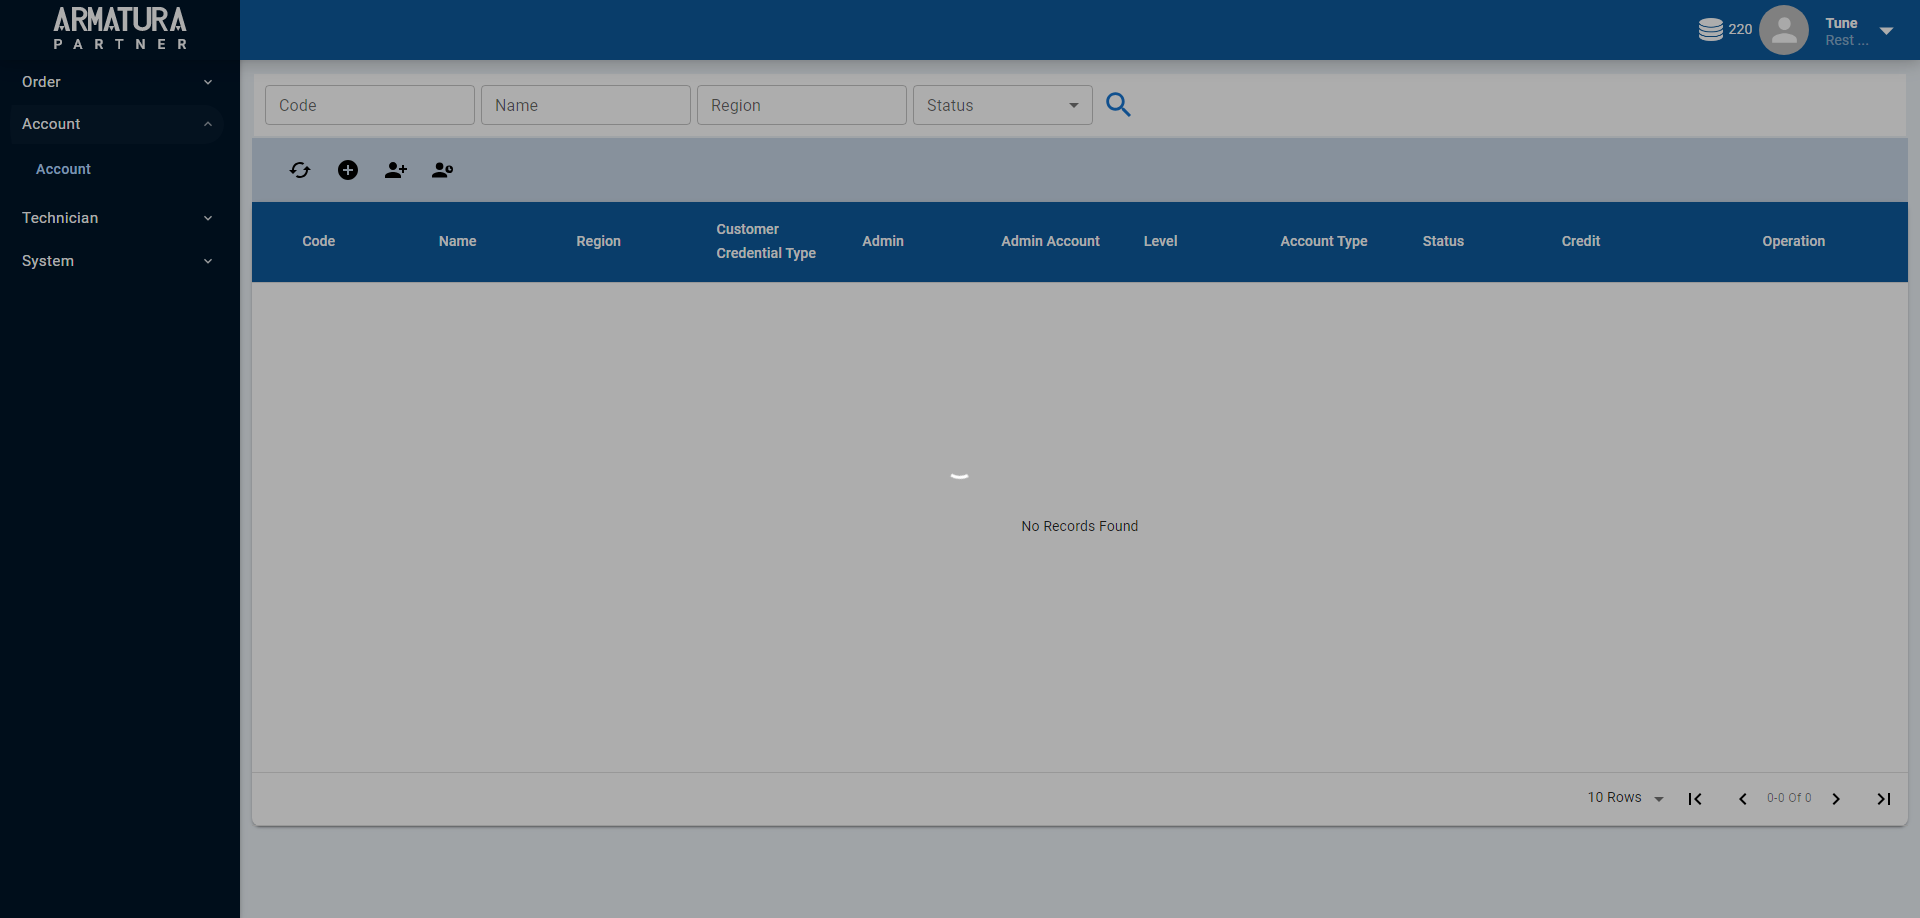 ARMATURA
PARTNER
220
Tune
Rest ...
Order
Account
Account
Technician
System
Code
Name
Region
Status
Code
Name
Region
Customer
Credential Type
Admin
Admin Account
Level
Account Type
Status
Credit
Operation
No Records Found
10 Rows
0-0 Of 0